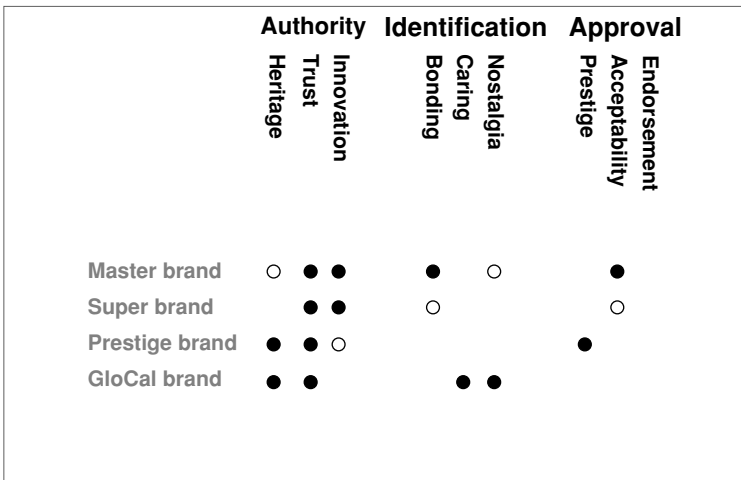 Authority Identification Approval
Heritage
Trust
Innovation
Bonding
Caring
Nostalgia
Prestige
Acceptability
Endorsement
Master brand
Super brand
Prestige brand
GloCal brand